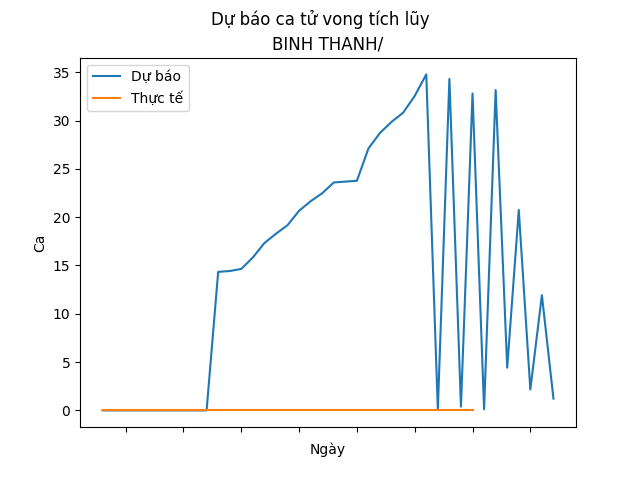 Dự báo ca tử vong tích lũy
BINH THANH/
Dự báo
Thực tế
35
30
25
20
15
10
5
0
Ca
Ngày